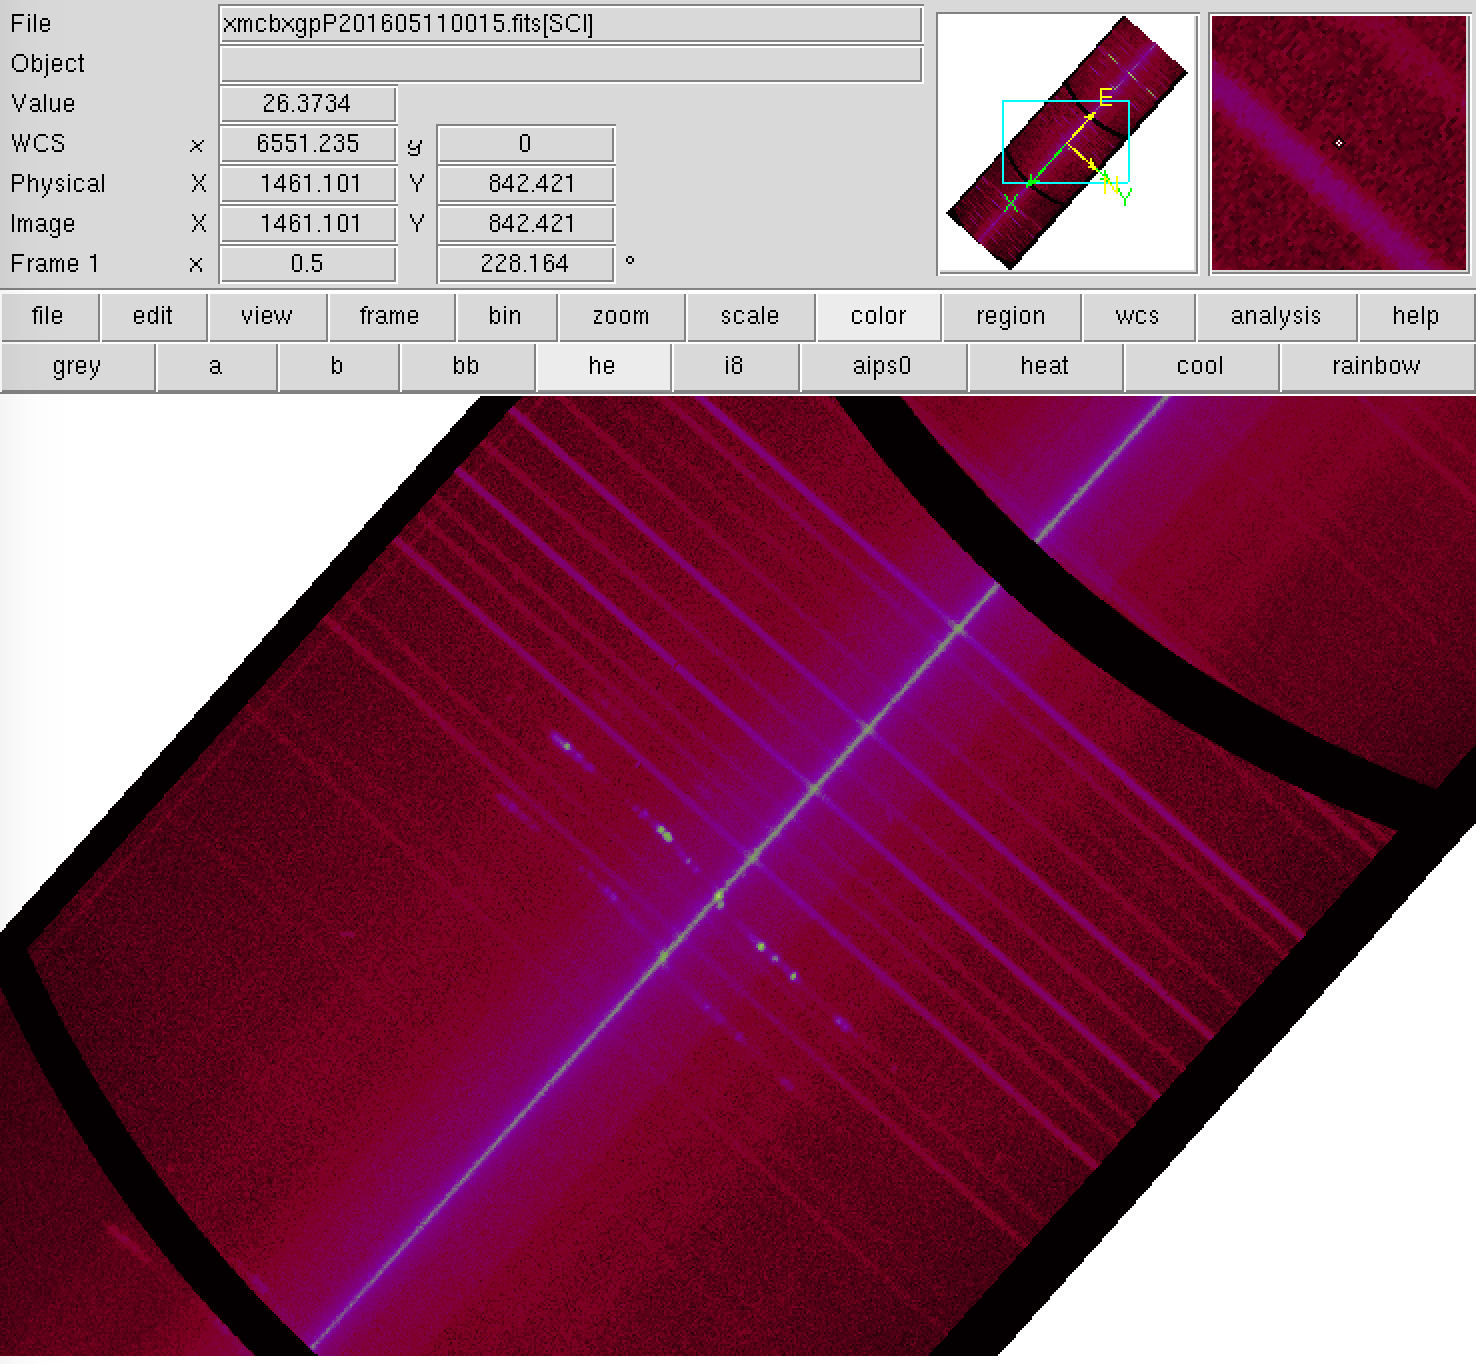 File xmcbxgpP201605110015.fits[SCI]
Object
Value 26.3734
WCS x 6551.235 y 0
Physical X 1461.101 Y 842.421
Image X 1461.101 Y 842.421
Frame 1 x 0.5 228.164 °
E
N
X
Y
file edit view frame bin zoom scale color region wcs analysis help
grey a b bb he i8 aips0 heat cool rainbow